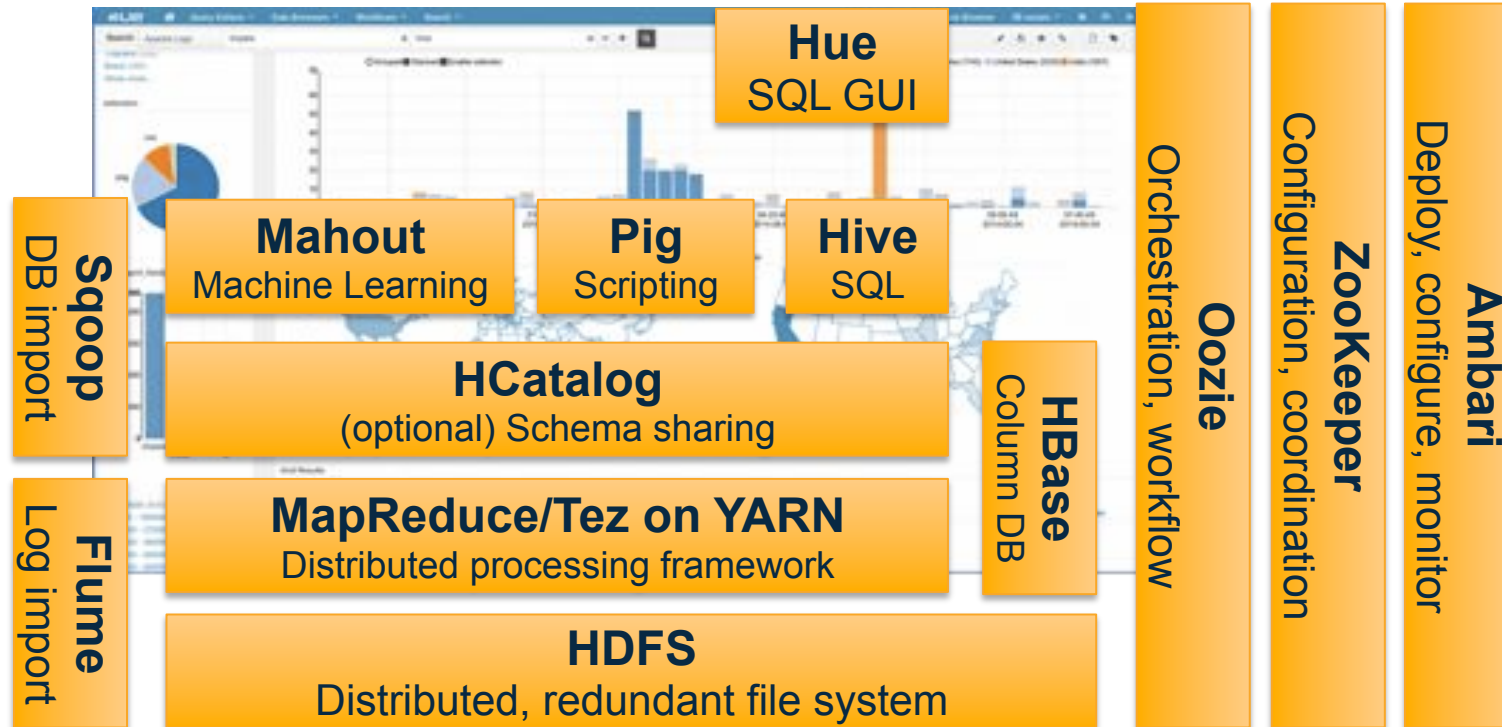 Hue
SQL GUI
Mahout
Machine Learning
Pig
Scripting
Hive
SQL
Sqoop
DB import
HCatalog
(optional) Schema sharing
HBase
Column DB
Flume
Log import
MapReduce/Tez on YARN
Distributed processing framework
HDFS
Distributed, redundant file system
Oozie
Orchestration, workflow
ZooKeeper
Configuration, coordination
Ambari
Deploy, configure, monitor